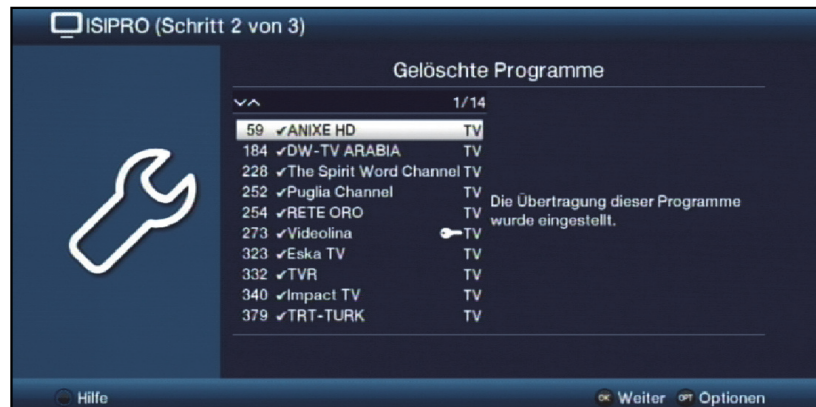 ISIPRO (Schritt 2 von 3)
Gelöschte Programme
1/14
59 ✔ANIXE HD TV
184 ✔DW-TV ARABIA TV
228 ✔The Spirit Word Channel TV
252 ✔Puglia Channel TV
254 ✔RETE ORO TV
273 ✔Videolina TV
323 ✔Eska TV TV
332 ✔TVR TV
340 ✔Impact TV TV
379 ✔TRT-TURK TV
Die Übertragung dieser Programme
wurde eingestellt.
Hilfe
OK Weiter OPT Optionen